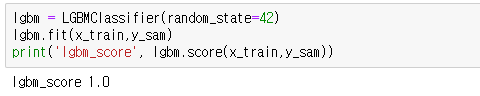 lgbm = LGBMClassifier(random_state=42)
lgbm.fit(x_train,y_sam)
print('lgbm_score', lgbm.score(x_train,y_sam))
lgbm_score 1.0